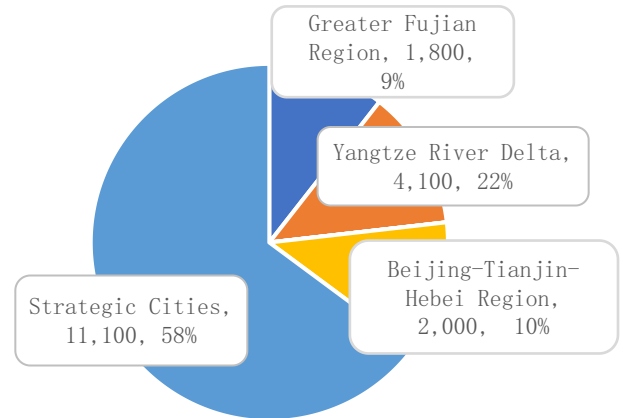 Greater Fujian
Region, 1,800,
9%
Yangtze River Delta,
4,100, 22%
Beijing-Tianjin-
Hebei Region,
2,000, 10%
Strategic Cities,
11,100, 58%